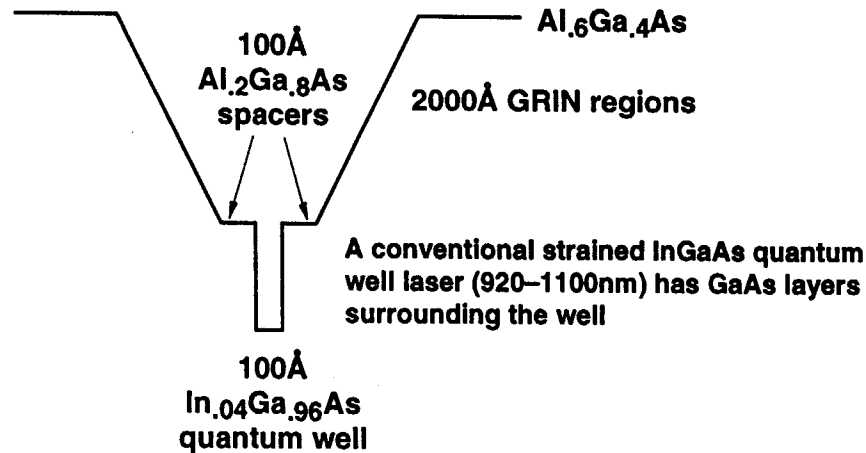 Al.6Ga.4As
100Å
Al.2Ga.8As
spacers
2000Å GRIN regions
A conventional strained InGaAs quantum
well laser (920–1100nm) has GaAs layers
surrounding the well
100Å
In.04Ga.96As
quantum well